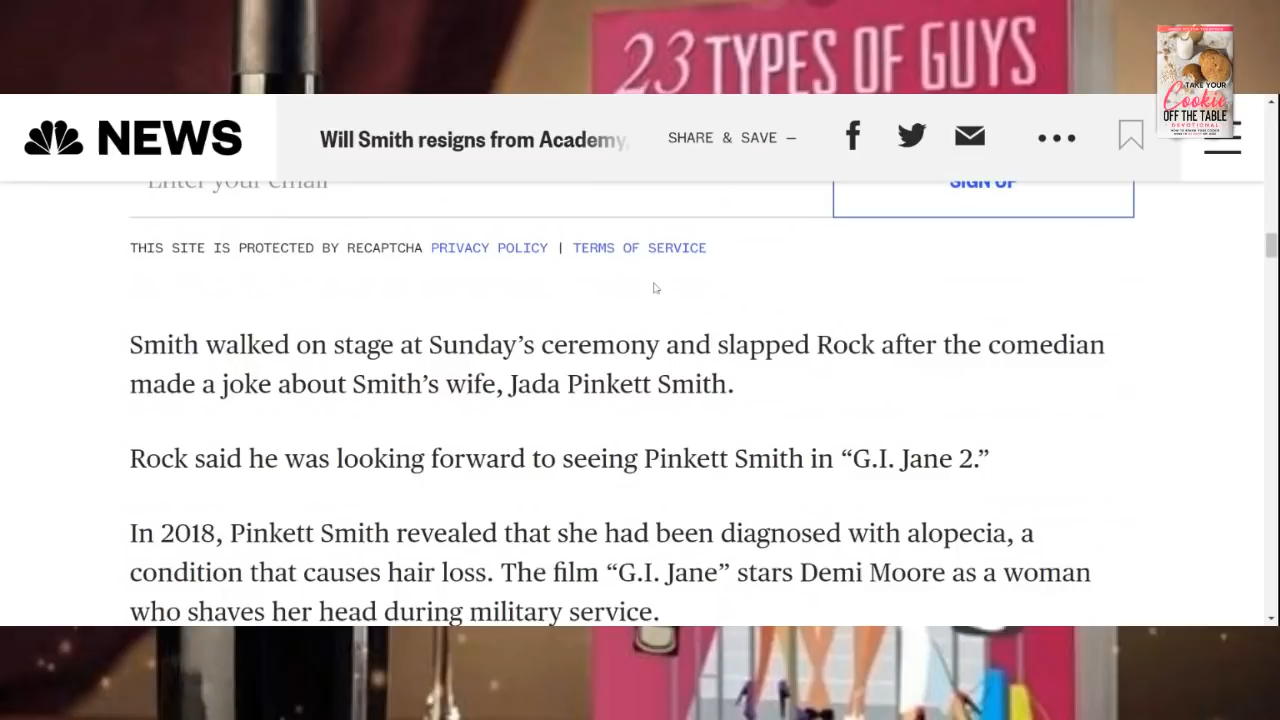 23 TYPES OF GUYS
TAKE YOUR
Cookie
OFF THE TABLE
DEVOTIONAL
NEWS
Will Smith resigns from Academy,
SHARE & SAVE —
Enter your email
SIGN UP
THIS SITE IS PROTECTED BY RECAPTCHA PRIVACY POLICY | TERMS OF SERVICE
Smith walked on stage at Sunday’s ceremony and slapped Rock after the comedian
made a joke about Smith’s wife, Jada Pinkett Smith.
Rock said he was looking forward to seeing Pinkett Smith in “G.I. Jane 2.”
In 2018, Pinkett Smith revealed that she had been diagnosed with alopecia, a
condition that causes hair loss. The film “G.I. Jane” stars Demi Moore as a woman
who shaves her head during military service.